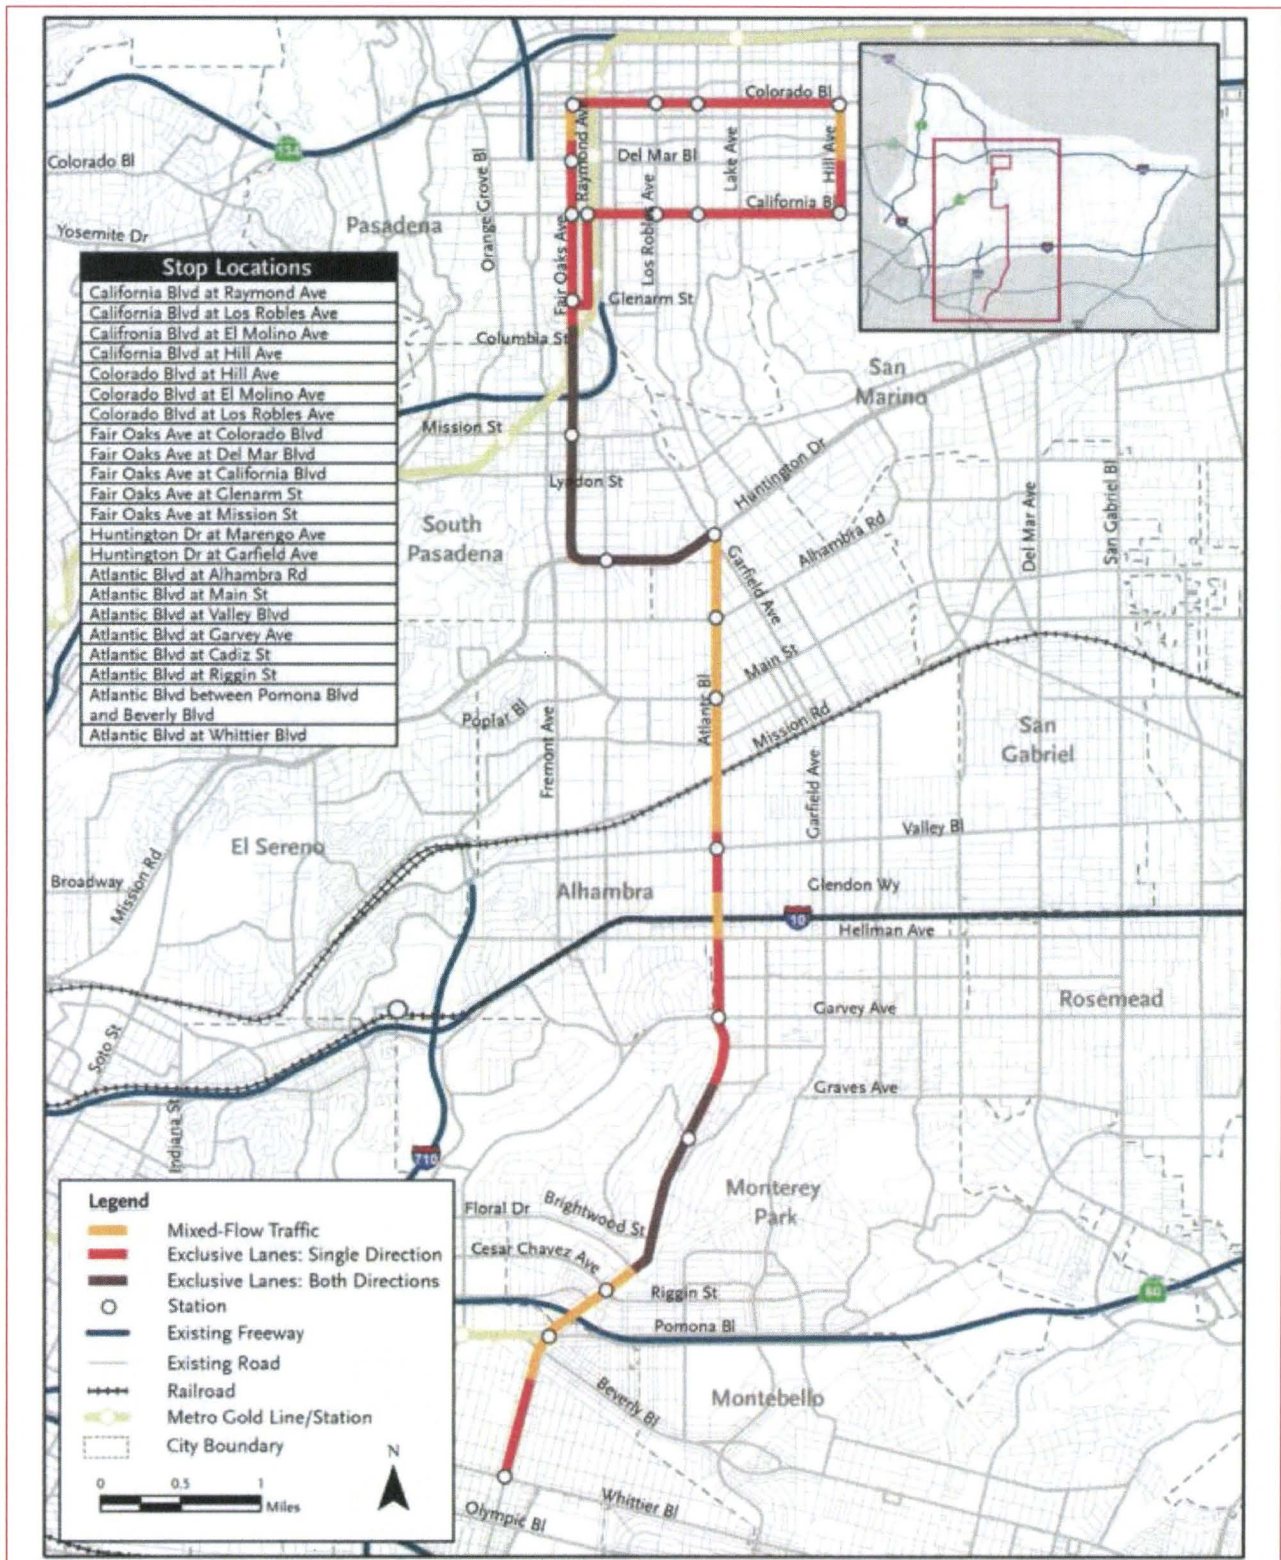 Colorado Bl
Raymond Av
Colorado Bl
Orange Grove Bl
Del Mar Bl
Lake Ave
Hill Ave
134
Pasadena
Los Robles Ave
California Bl
Yosemite Dr
Fair Oaks Ave
Glenarm St
Columbia St
San
Marino
Mission St
Lyndon St
Huntington Dr
South
Pasadena
Alhambra Rd
Del Mar Ave
San Gabriel Bl
Garfield Ave
Main St
Atlantc Bl
Poplar Bl
Mission Rd
San
Gabriel
Fremont Ave
Garfield Ave
El Sereno
Valley Bl
Broadway
Mission Rd
Alhambra
Glendon Wy
10
Hellman Ave
Rosemead
Garvey Ave
Soto St
Graves Ave
Indiana St
710
Monterey
Park
Floral Dr
Brightwood St
Cesar Chavez Ave
Riggin St
60
Pomona Bl
Beverly Bl
Montebello
Whittier Bl
Olympic Bl
Stop Locations
California Blvd at Raymond Ave
California Blvd at Los Robles Ave
Califronia Blvd at El Molino Ave
California Blvd at Hill Ave
Colorado Blvd at Hill Ave
Colorado Blvd at El Molino Ave
Colorado Blvd at Los Robles Ave
Fair Oaks Ave at Colorado Blvd
Fair Oaks Ave at Del Mar Blvd
Fair Oaks Ave at California Blvd
Fair Oaks Ave at Glenarm St
Fair Oaks Ave at Mission St
Huntington Dr at Marengo Ave
Huntington Dr at Garfield Ave
Atlantic Blvd at Alhambra Rd
Atlantic Blvd at Main St
Atlantic Blvd at Valley Blvd
Atlantic Blvd at Garvey Ave
Atlantic Blvd at Cadiz St
Atlantic Blvd at Riggin St
Atlantic Blvd between Pomona Blvd
and Beverly Blvd
Atlantic Blvd at Whittier Blvd
Legend
Mixed-Flow Traffic
Exclusive Lanes: Single Direction
Exclusive Lanes: Both Directions
Station
Existing Freeway
Existing Road
Railroad
Metro Gold Line/Station
City Boundary
N
0 0.5 1
Miles